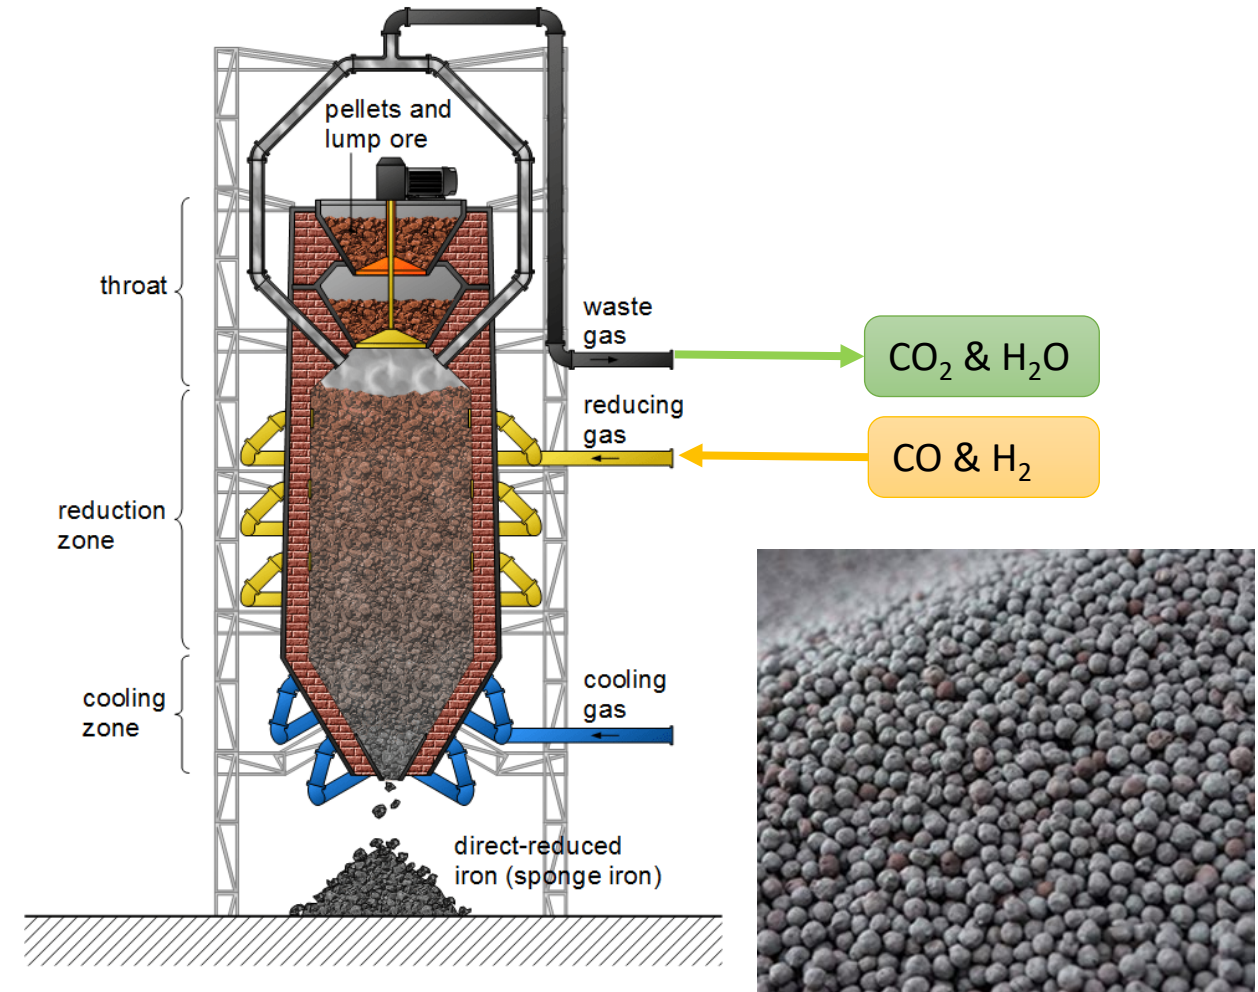 pellets and
lump ore
throat
waste
gas
CO₂ & H₂O
reducing
gas
CO & H₂
reduction
zone
cooling
zone
cooling
gas
direct-reduced
iron (sponge iron)